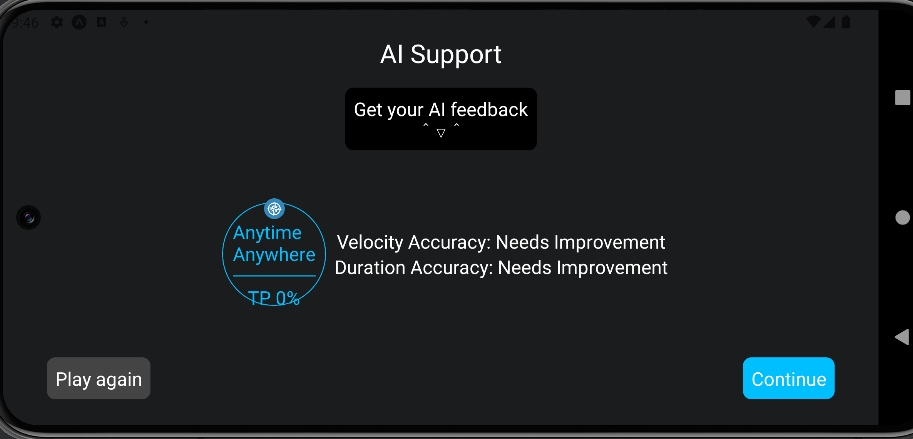 9:46
AI Support
Get your AI feedback
Anytime
Anywhere
TP 0%
Velocity Accuracy: Needs Improvement
Duration Accuracy: Needs Improvement
Play again
Continue